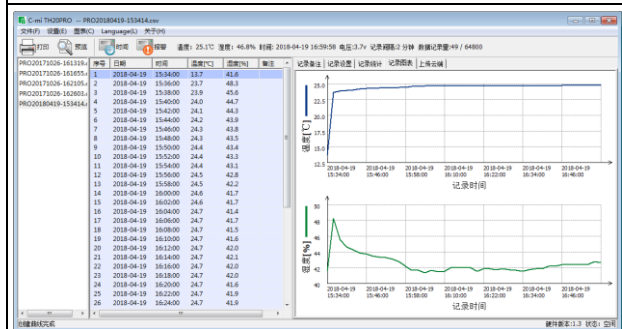 C-mi TH20PRO — PRO20180419-153414.csv
文件(F) 设置(E) 图表(C) Language(L) 关于(H)
打印 预览 时间 报警 温度: 25.1℃ 湿度: 46.8% 时间: 2018-04-19 16:59:58 电压:3.7v 记录间隔:2 分钟 数据记录量:49 / 64800
PRO20171026-161319.
PRO20171026-161655.
PRO20171026-162105.
PRO20171026-162603.
PRO20180419-153414.
序号 日期 时间 温度[℃] 湿度[%] 备注
1 2018-04-19 15:34:00 13.7 41.6
2 2018-04-19 15:36:00 23.7 48.3
3 2018-04-19 15:38:00 23.9 45.6
4 2018-04-19 15:40:00 24.0 44.7
5 2018-04-19 15:42:00 24.1 44.3
6 2018-04-19 15:44:00 24.2 43.9
7 2018-04-19 15:46:00 24.3 43.8
8 2018-04-19 15:48:00 24.3 43.5
9 2018-04-19 15:50:00 24.4 43.4
10 2018-04-19 15:52:00 24.4 43.3
11 2018-04-19 15:54:00 24.4 43.1
12 2018-04-19 15:56:00 24.5 42.8
13 2018-04-19 15:58:00 24.5 42.2
14 2018-04-19 16:00:00 24.6 41.7
15 2018-04-19 16:02:00 24.6 41.7
16 2018-04-19 16:04:00 24.7 41.4
17 2018-04-19 16:06:00 24.7 41.7
18 2018-04-19 16:08:00 24.7 41.5
19 2018-04-19 16:10:00 24.7 41.6
20 2018-04-19 16:12:00 24.7 42.0
21 2018-04-19 16:14:00 24.7 42.1
22 2018-04-19 16:16:00 24.7 42.0
23 2018-04-19 16:18:00 24.7 42.0
24 2018-04-19 16:20:00 24.7 41.6
25 2018-04-19 16:22:00 24.7 41.9
26 2018-04-19 16:24:00 24.7 41.9
记录备注 记录设置 记录统计 记录图表 上传云端
25.0
22.5
20.0
17.5
15.0
12.5
温度[℃]
2018-04-19 2018-04-19 2018-04-19 2018-04-19 2018-04-19 2018-04-19 2018-04-19
15:34:00 15:46:00 15:58:00 16:10:00 16:22:00 16:34:00 16:46:00
记录时间
50
48
46
44
42
40
湿度[%]
2018-04-19 2018-04-19 2018-04-19 2018-04-19 2018-04-19 2018-04-19 2018-04-19
15:34:00 15:46:00 15:58:00 16:10:00 16:22:00 16:34:00 16:46:00
记录时间
创建曲线完成
硬件版本:1.3 状态: 空闲